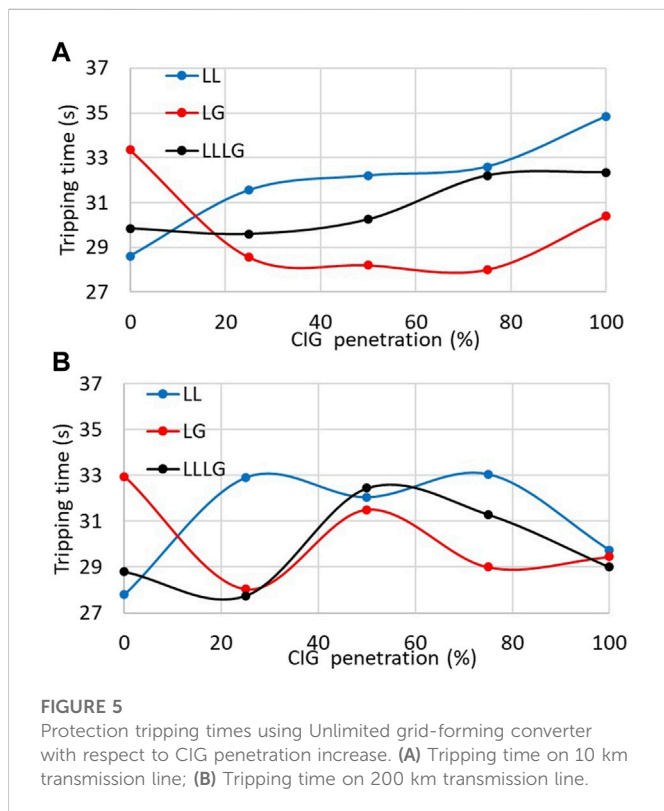 A
37
35
33
31
29
27
Tripping time (s)
LL
LG
LLLG
0 20 40 60 80 100
CIG penetration (%)
B
37
35
33
31
29
27
Tripping time (s)
LL
LG
LLLG
0 20 40 60 80 100
CIG penetration (%)
FIGURE 5
Protection tripping times using Unlimited grid-forming converter
with respect to CIG penetration increase. (A) Tripping time on 10 km
transmission line; (B) Tripping time on 200 km transmission line.